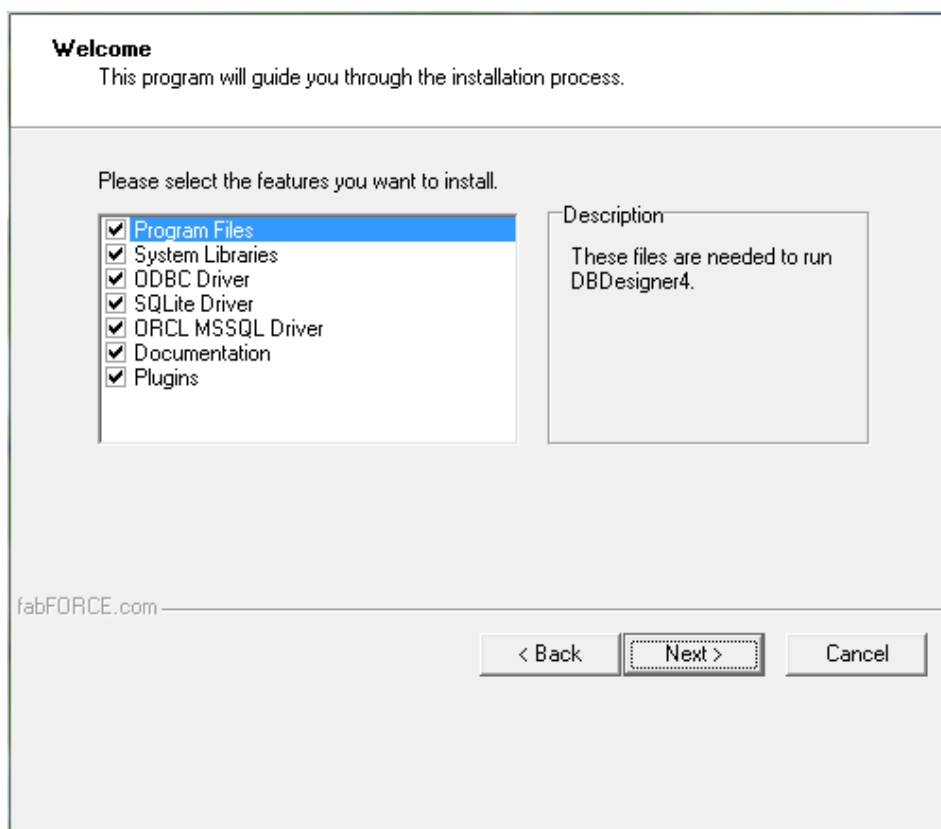 Welcome
This program will guide you through the installation process.
Please select the features you want to install.
Program Files
System Libraries
ODBC Driver
SQLite Driver
ORCL MSSQL Driver
Documentation
Plugins
Description
These files are needed to run
DBDesigner4.
fabFORCE.com
< Back
Next >
Cancel